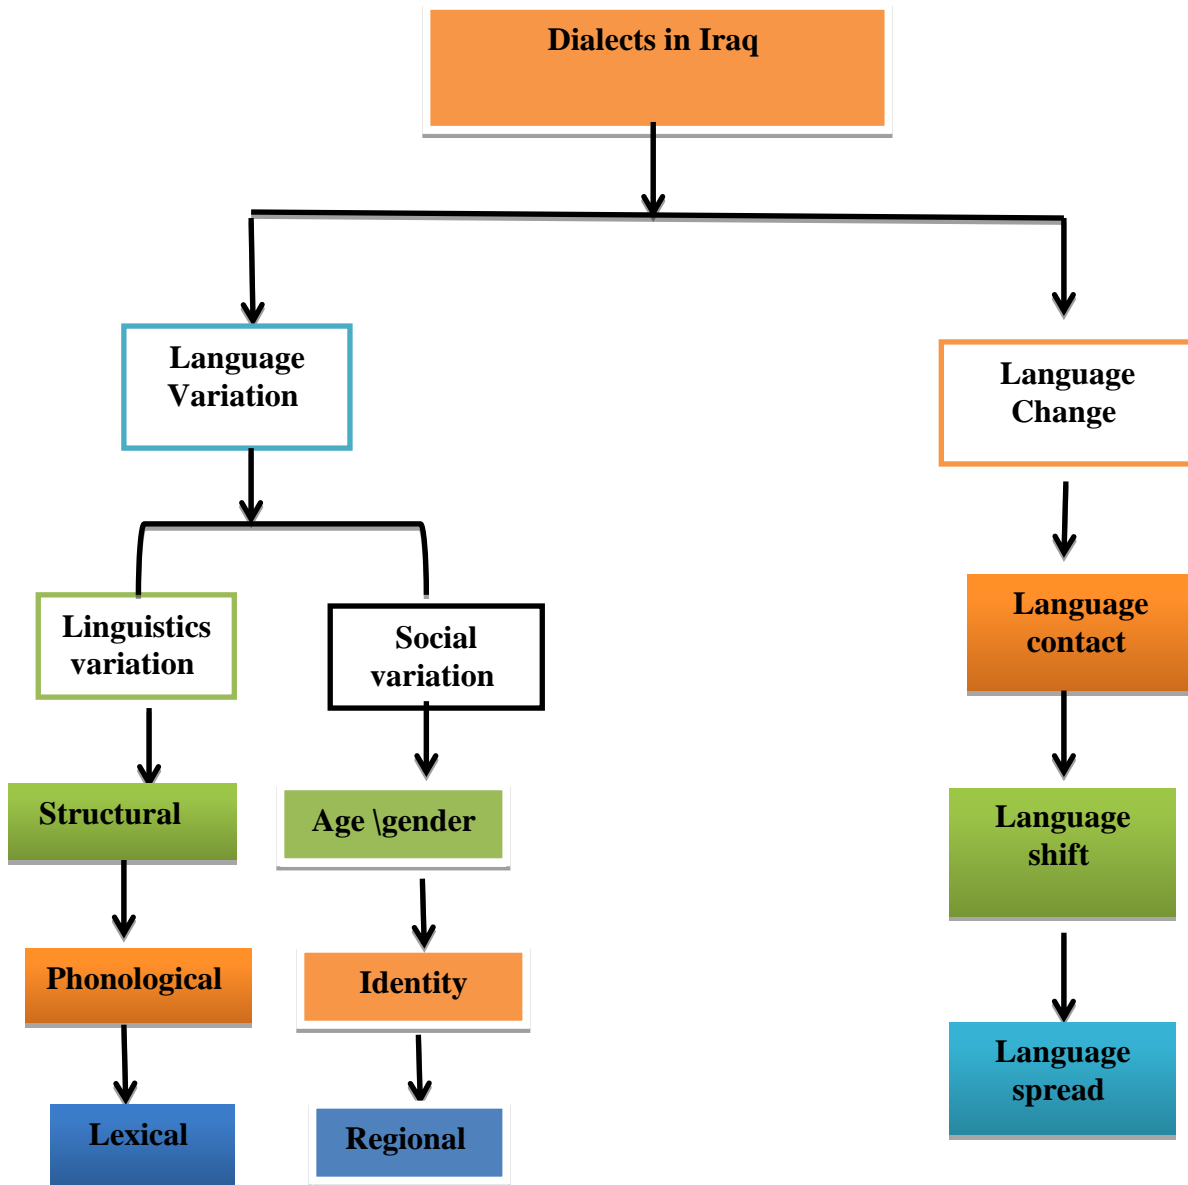 Dialects in Iraq
Language
Variation
Language
Change
Linguistics
variation
Social
variation
Language
contact
Structural
Age \gender
Language
shift
Phonological
Identity
Language
spread
Lexical
Regional